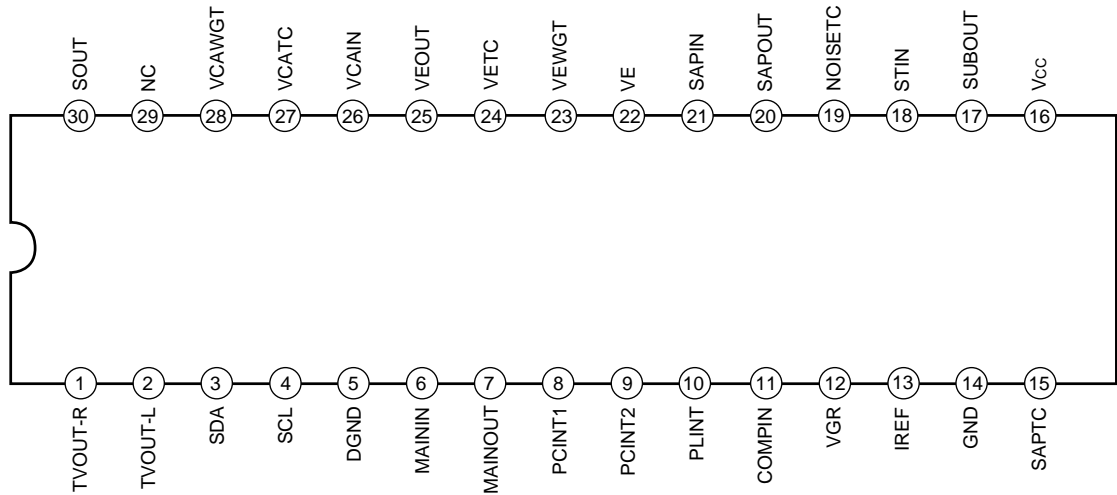 SOUT NC VCAWGT VCATC VCAIN VEOUT VETC VEWGT VE SAPIN SAPOUT NOISETC STIN SUBOUT Vcc
30 29 28 27 26 25 24 23 22 21 20 19 18 17 16
1 2 3 4 5 6 7 8 9 10 11 12 13 14 15
TVOUT-R TVOUT-L SDA SCL DGND MAININ MAINOUT PCINT1 PCINT2 PLINT COMPIN VGR IREF GND SAPTC